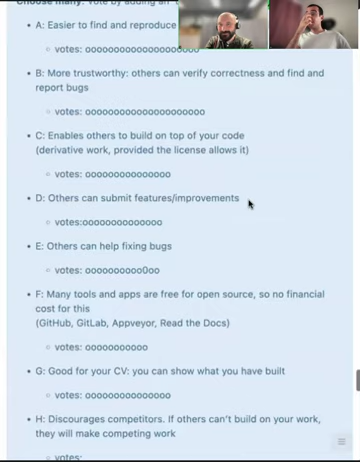 Choose many: Vote by adding an
• A: Easier to find and reproduce
◦ votes: ooooooooooooooooooo
• B: More trustworthy: others can verify correctness and find and
report bugs
◦ votes: oooooooooooooooooooo
• C: Enables others to build on top of your code
(derivative work, provided the license allows it)
◦ votes: oooooooooooooo
• D: Others can submit features/improvements
◦ votes:ooooooooooooo
• E: Others can help fixing bugs
◦ votes: oooooooooo0oo
• F: Many tools and apps are free for open source, so no financial
cost for this
(GitHub, GitLab, Appveyor, Read the Docs)
◦ votes: ooooooooooo
• G: Good for your CV: you can show what you have built
◦ votes: oooooooooooooo
• H: Discourages competitors. If others can't build on your work,
they will make competing work
◦ votes: